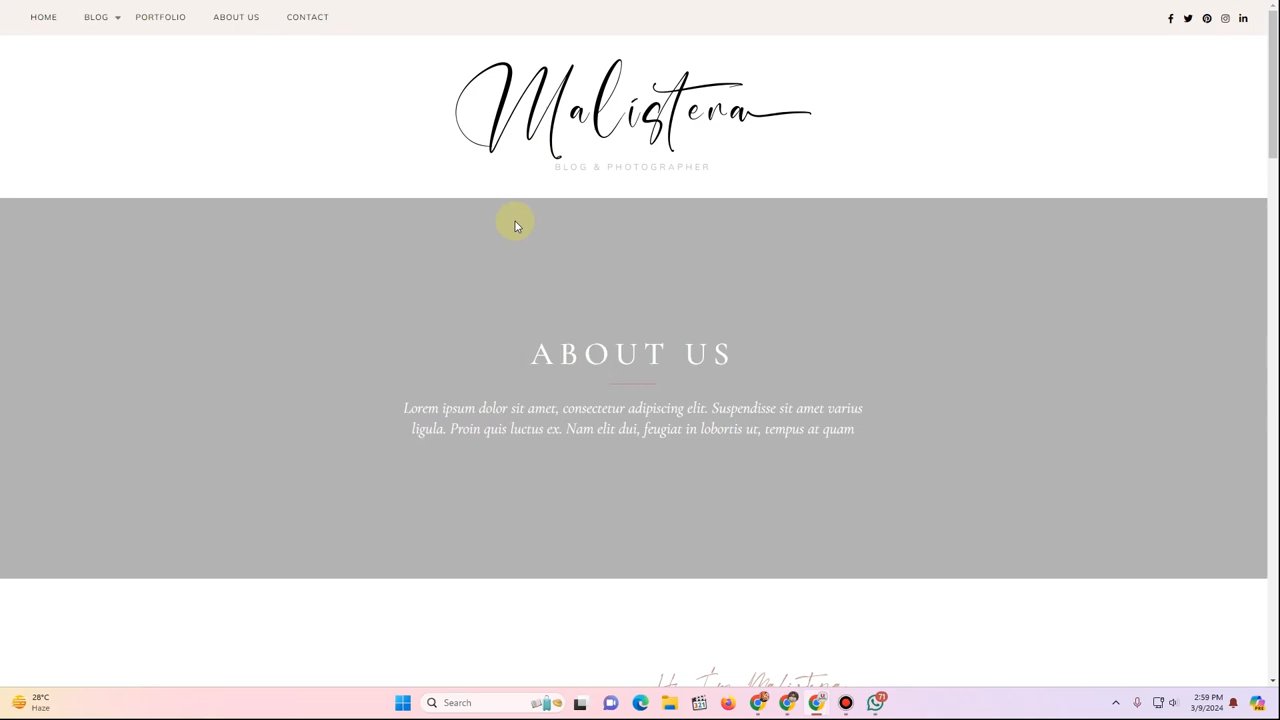 HOME BLOG PORTFOLIO ABOUT US CONTACT
Malistera
BLOG & PHOTOGRAPHER
ABOUT US
Lorem ipsum dolor sit amet, consectetur adipiscing elit. Suspendisse sit amet varius
ligula. Proin quis luctus ex. Nam elit dui, feugiat in lobortis ut, tempus at quam
28°C
Haze
Search
71
2:59 PM
3/9/2024